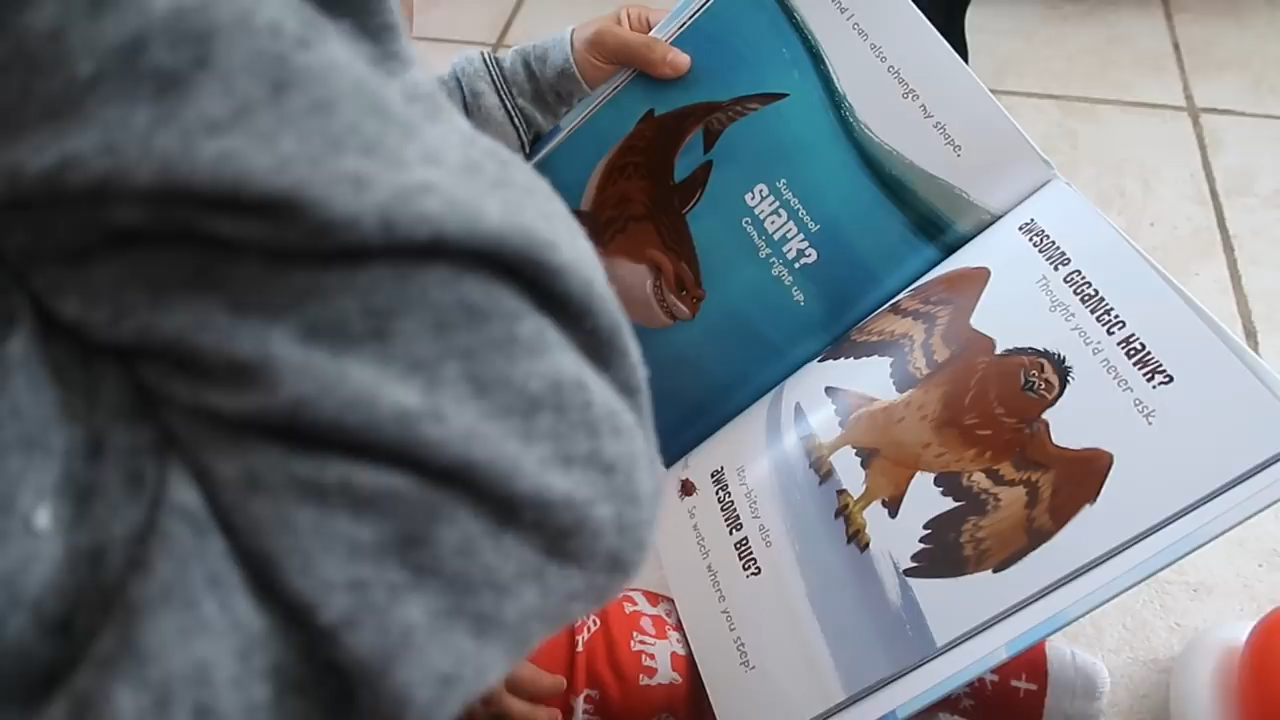 and I can also change my shape.
Supercool
SHARK?
Coming right up.
AWESOME GIGANTIC HAWK?
Thought you'd never ask.
Itsy-bitsy also
AWESOME BUG?
So watch where you step!